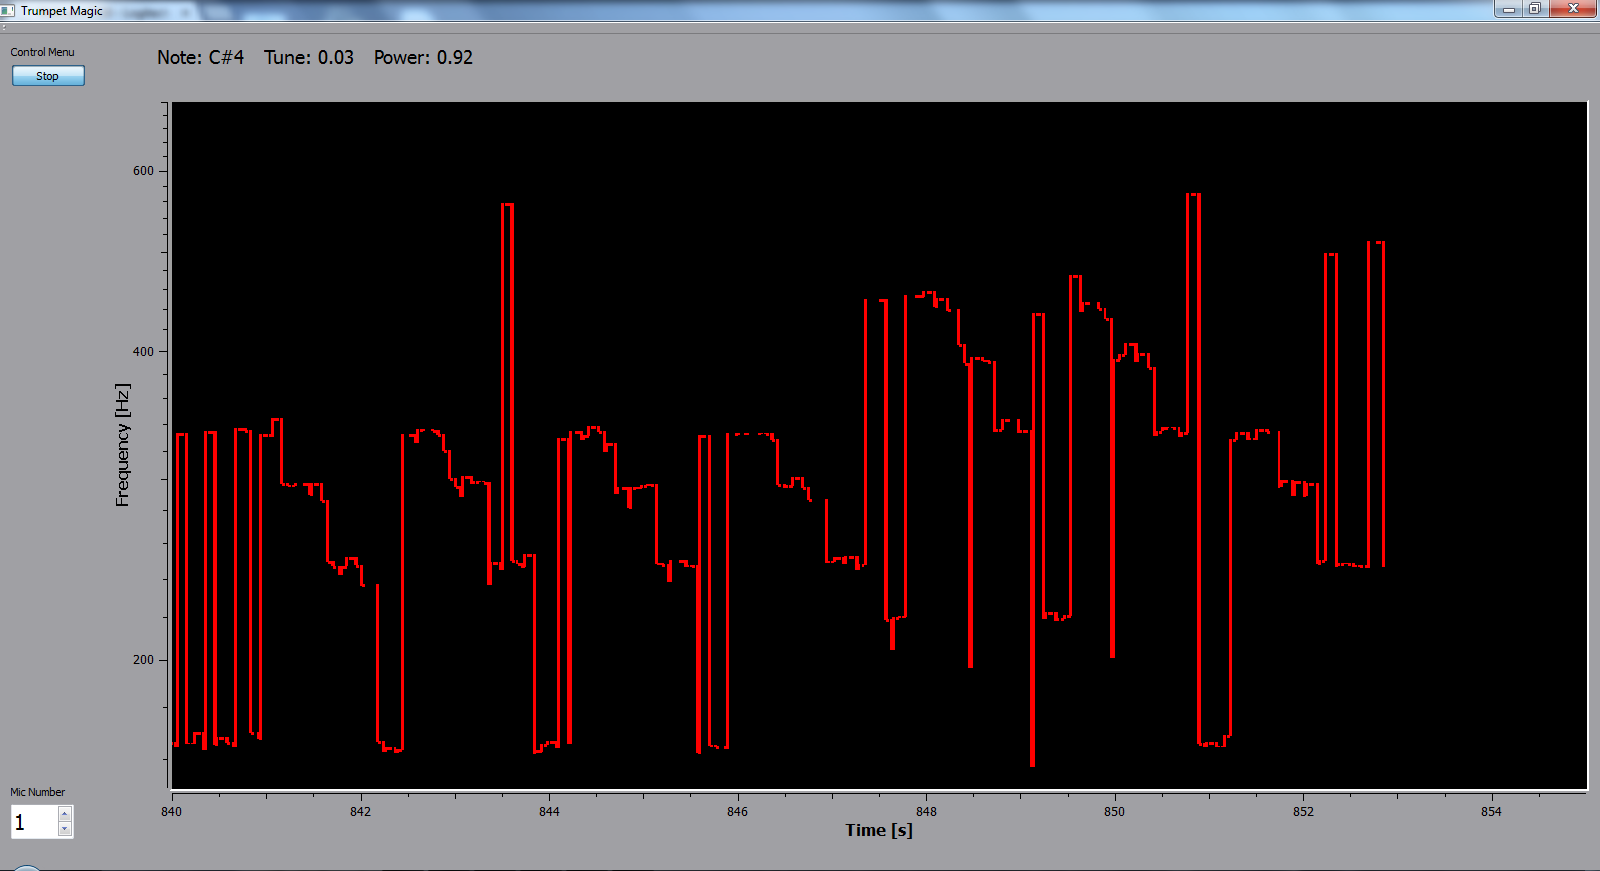 Trumpet Magic
Control Menu
Stop
Note: C#4 Tune: 0.03 Power: 0.92
600
400
200
Frequency [Hz]
840 842 844 846 848 850 852 854
Time [s]
Mic Number
1